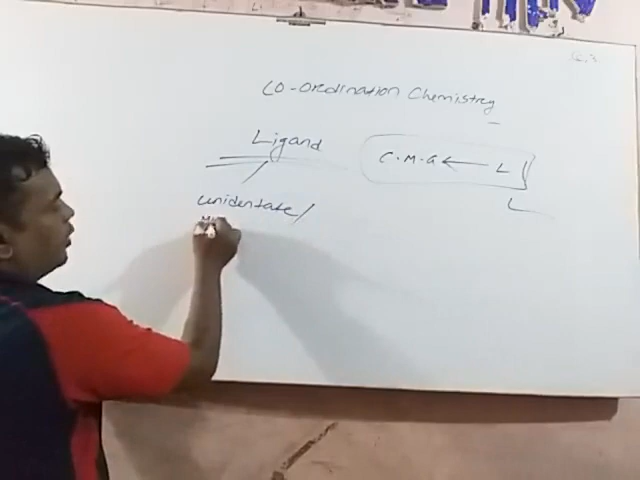 CO-Ordination Chemistry
Ligand
C.M.A ← L
L
unidentate/